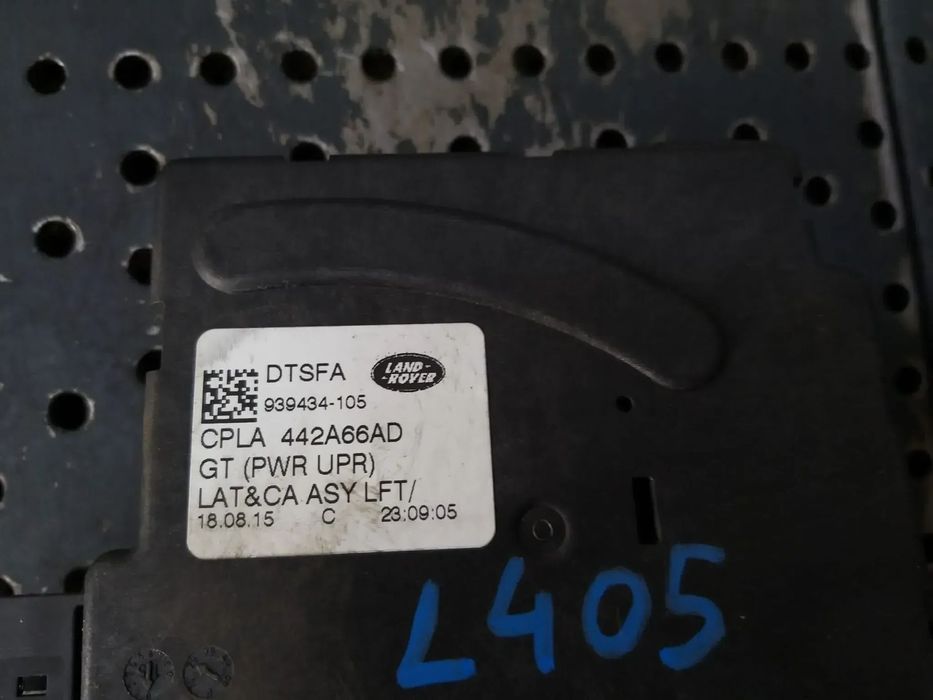 DTSFA
LAND-
-ROVER
939434-105
CPLA 442A66AD
GT (PWR UPR)
LAT&CA ASY LFT/
18.08.15 C 23:09:05
L405